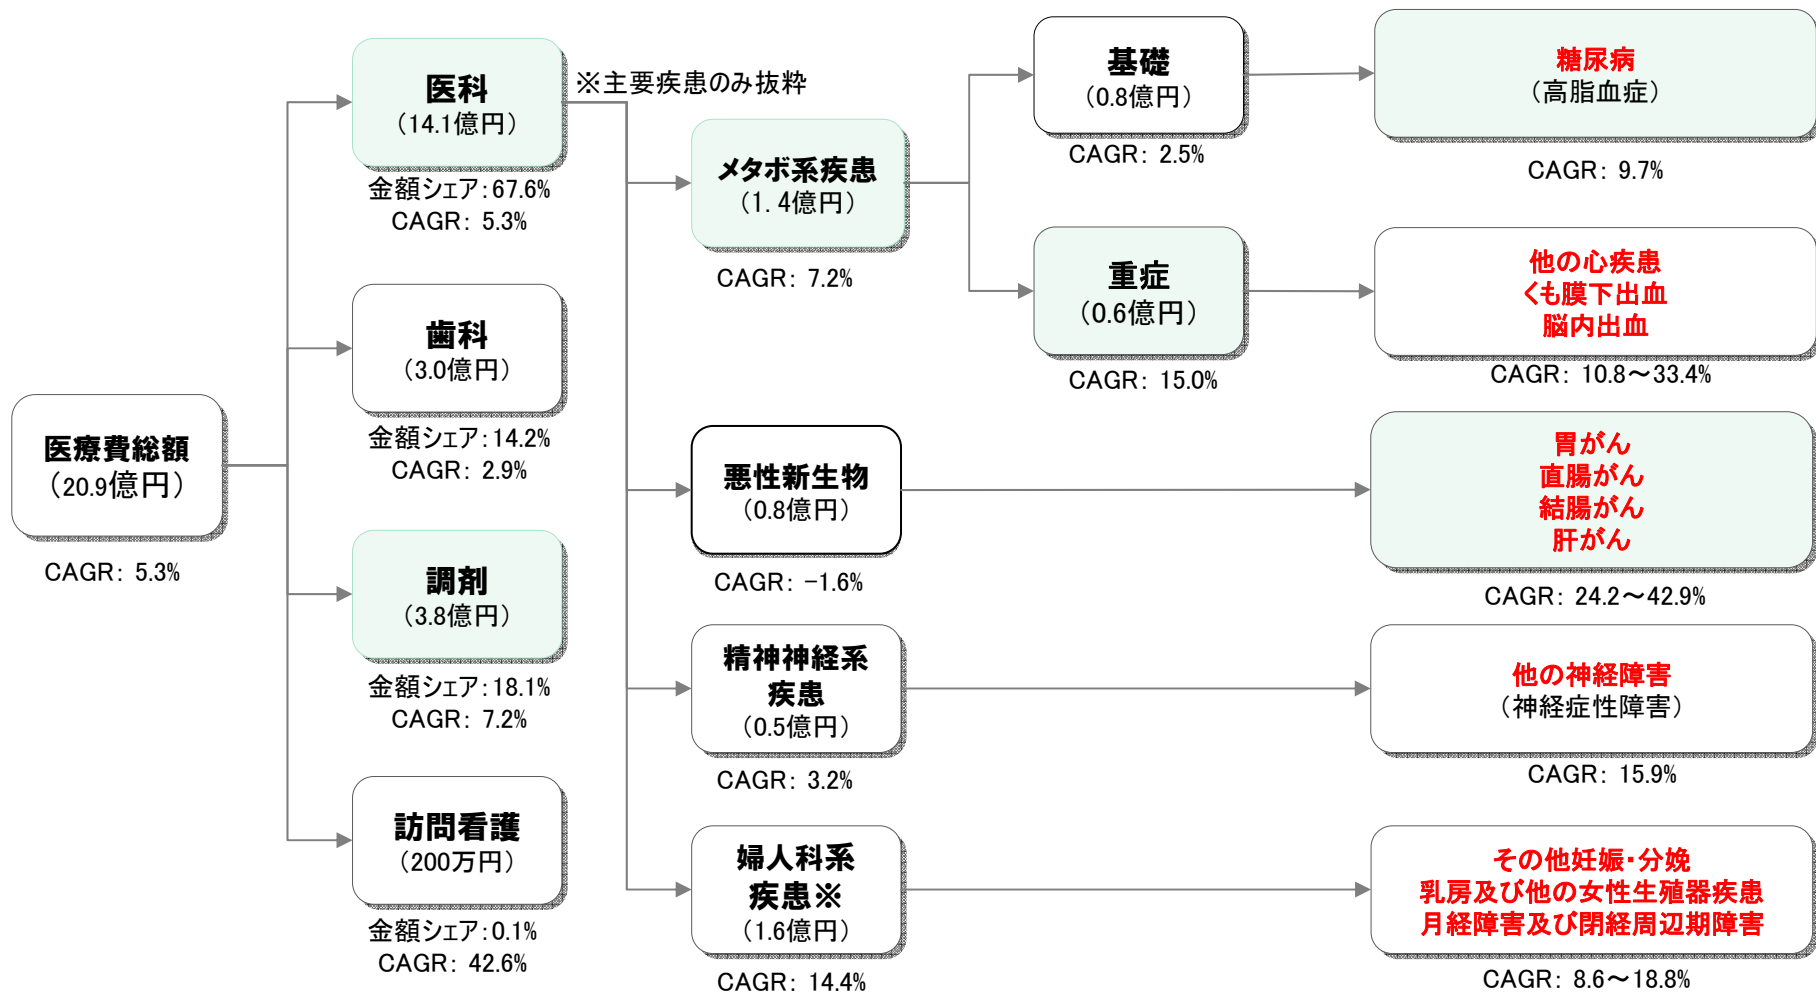 医療費総額
（20.9億円）
CAGR： 5.3%
医科
（14.1億円）
金額シェア：67.6%
CAGR： 5.3%
歯科
（3.0億円）
金額シェア：14.2%
CAGR： 2.9%
調剤
（3.8億円）
金額シェア：18.1%
CAGR： 7.2%
訪問看護
（200万円）
金額シェア：0.1%
CAGR： 42.6%
※主要疾患のみ抜粋
メタボ系疾患
（1．4億円）
CAGR： 7.2%
基礎
（0.8億円）
CAGR： 2.5%
糖尿病
（高脂血症）
CAGR： 9.7%
重症
（0.6億円）
CAGR： 15.0%
他の心疾患
くも膜下出血
脳内出血
CAGR： 10.8～33.4%
悪性新生物
（0.8億円）
CAGR： −1.6%
胃がん
直腸がん
結腸がん
肝がん
CAGR： 24.2～42.9%
精神神経系
疾患
（0.5億円）
CAGR： 3.2%
他の神経障害
（神経症性障害）
CAGR： 15.9%
婦人科系
疾患※
（1.6億円）
CAGR： 14.4%
その他妊娠・分娩
乳房及び他の女性生殖器疾患
月経障害及び閉経周辺期障害
CAGR： 8.6～18.8%